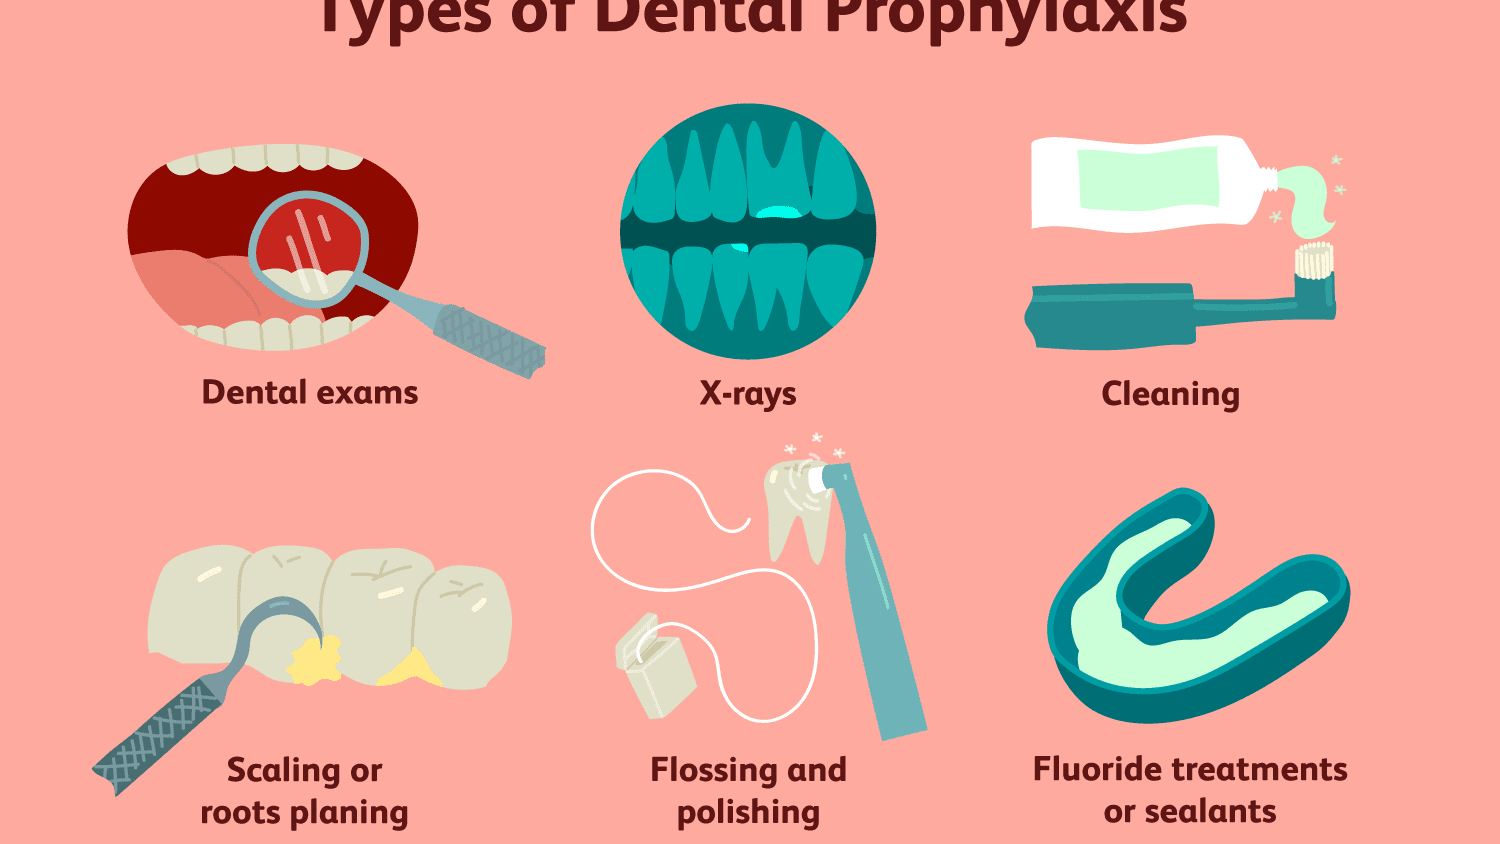 Types of Dental Prophylaxis
Dental exams
X-rays
Cleaning
Scaling or
roots planing
Flossing and
polishing
Fluoride treatments
or sealants